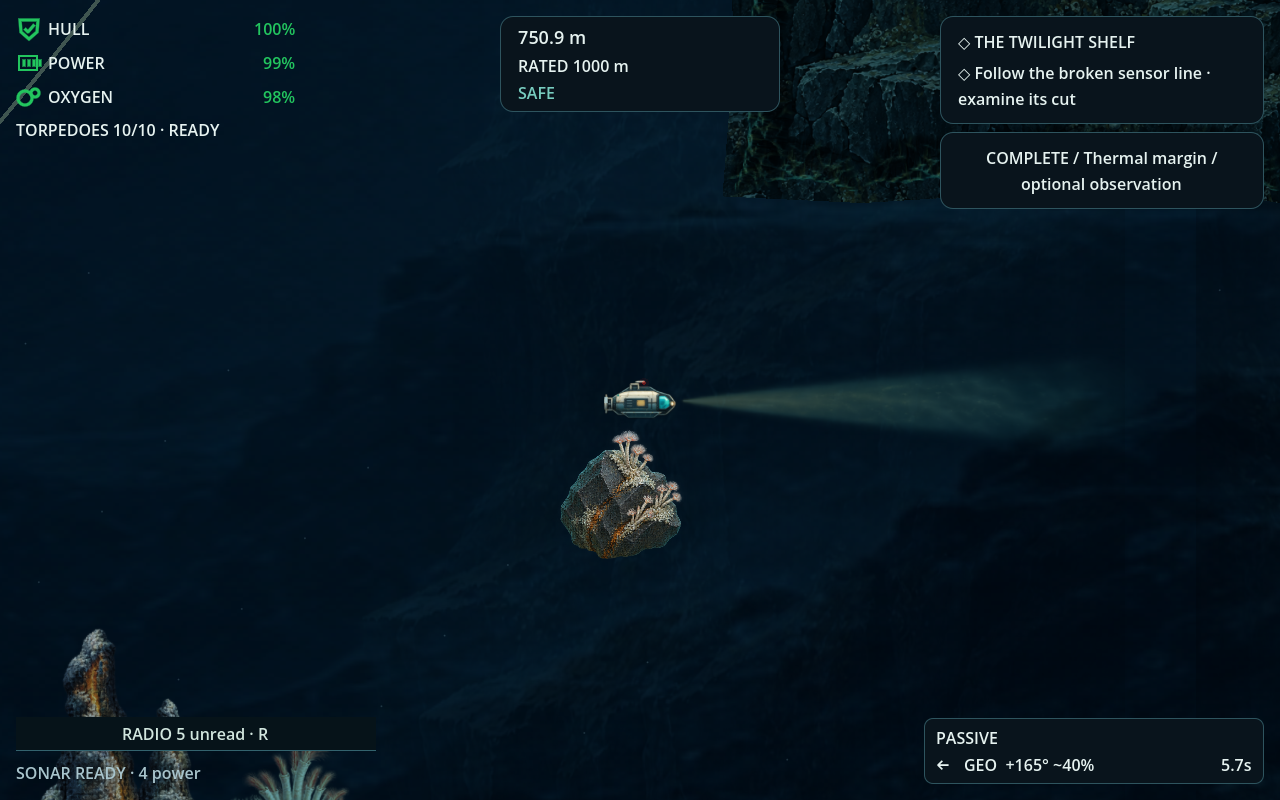 HULL 100%
POWER 99%
OXYGEN 98%
TORPEDOES 10/10 · READY
750.9 m
RATED 1000 m
SAFE
◇ THE TWILIGHT SHELF
◇ Follow the broken sensor line ·
examine its cut
COMPLETE / Thermal margin /
optional observation
RADIO 5 unread · R
SONAR READY · 4 power
PASSIVE
← GEO +165° ~40% 5.7s